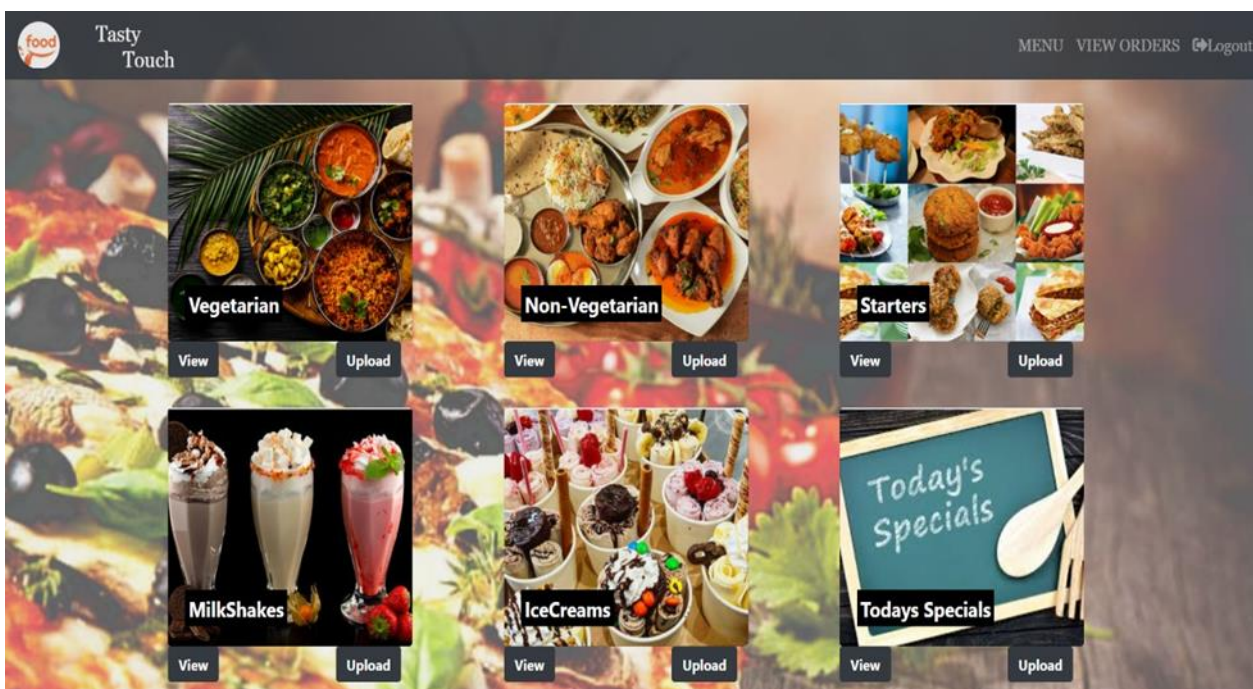 food
Tasty
Touch
MENU VIEW ORDERS Logout
Vegetarian
Non-Vegetarian
Starters
View Upload
View Upload
View Upload
Today's
Specials
MilkShakes
IceCreams
Todays Specials
View Upload
View Upload
View Upload